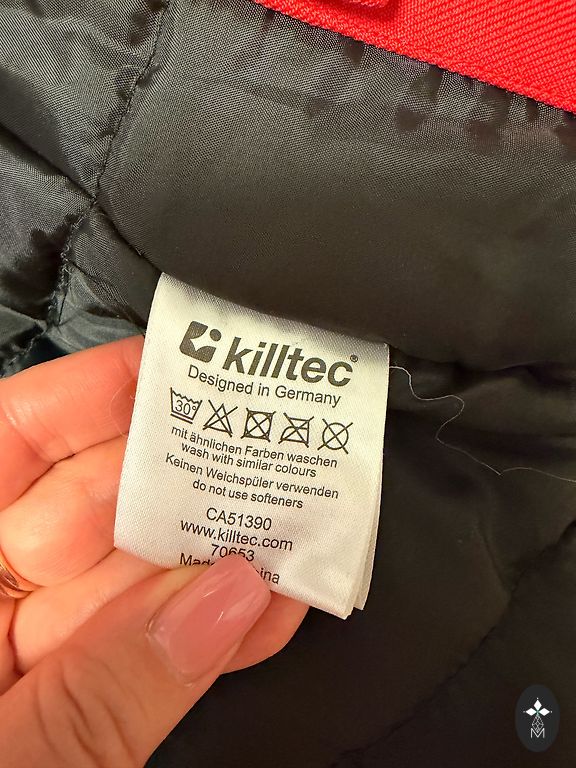 killtec®
Designed in Germany
30°
mit ähnlichen Farben waschen
wash with similar colours
Keinen Weichspüler verwenden
do not use softeners
CA51390
www.killtec.com
70653